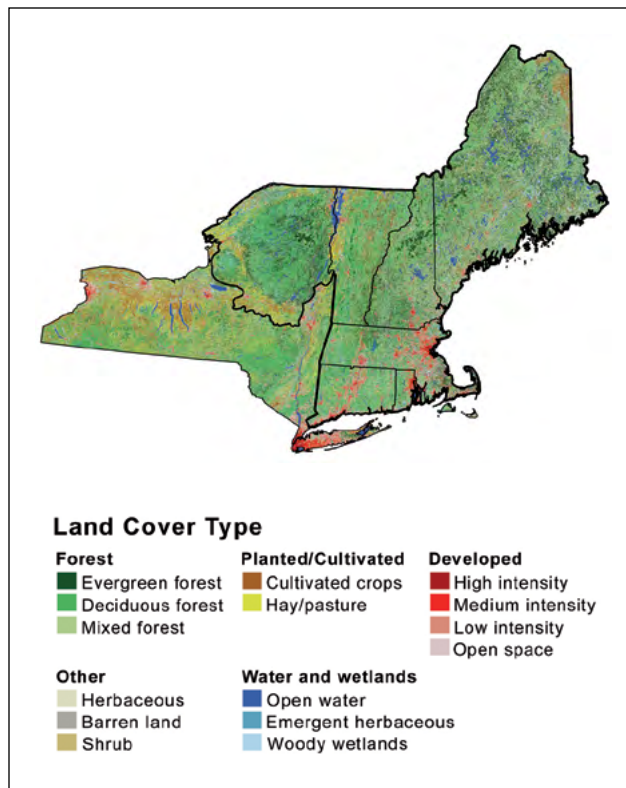 Land Cover Type
Forest
Evergreen forest
Deciduous forest
Mixed forest
Planted/Cultivated
Cultivated crops
Hay/pasture
Developed
High intensity
Medium intensity
Low intensity
Open space
Other
Herbaceous
Barren land
Shrub
Water and wetlands
Open water
Emergent herbaceous
Woody wetlands